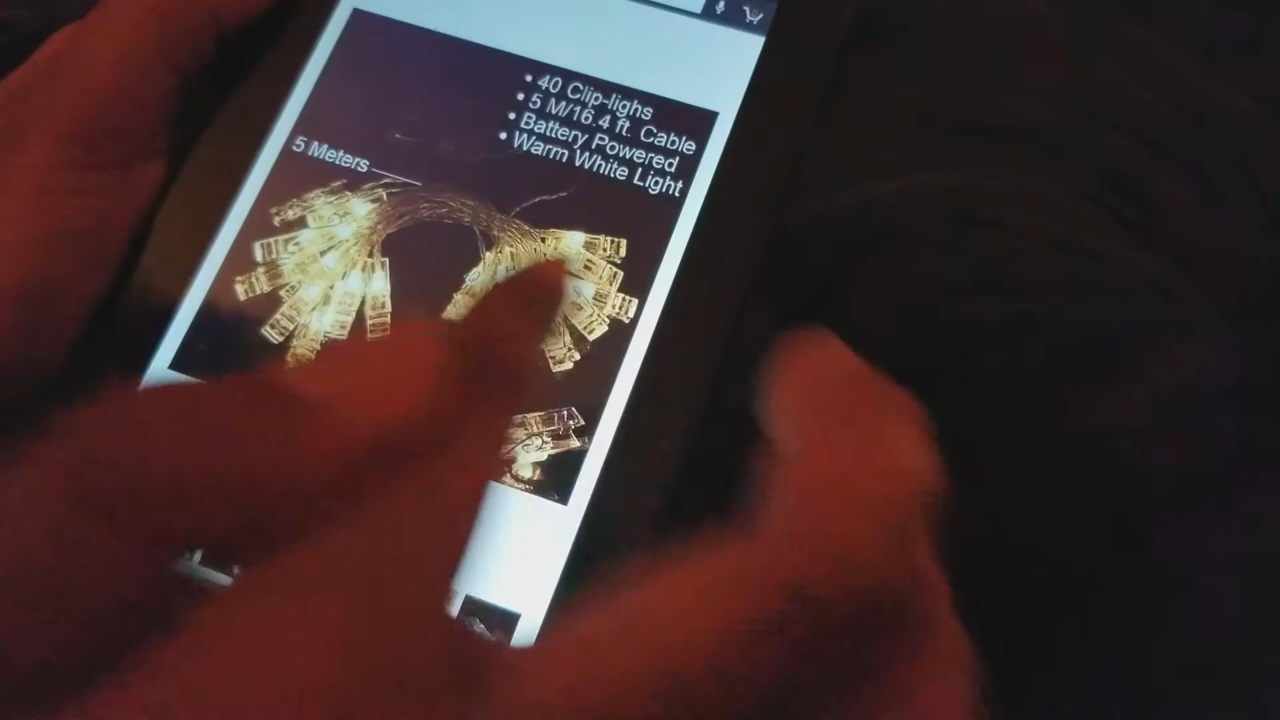 • 40 Clip-lighs
• 5 M/16.4 ft. Cable
• Battery Powered
• Warm White Light
5 Meters